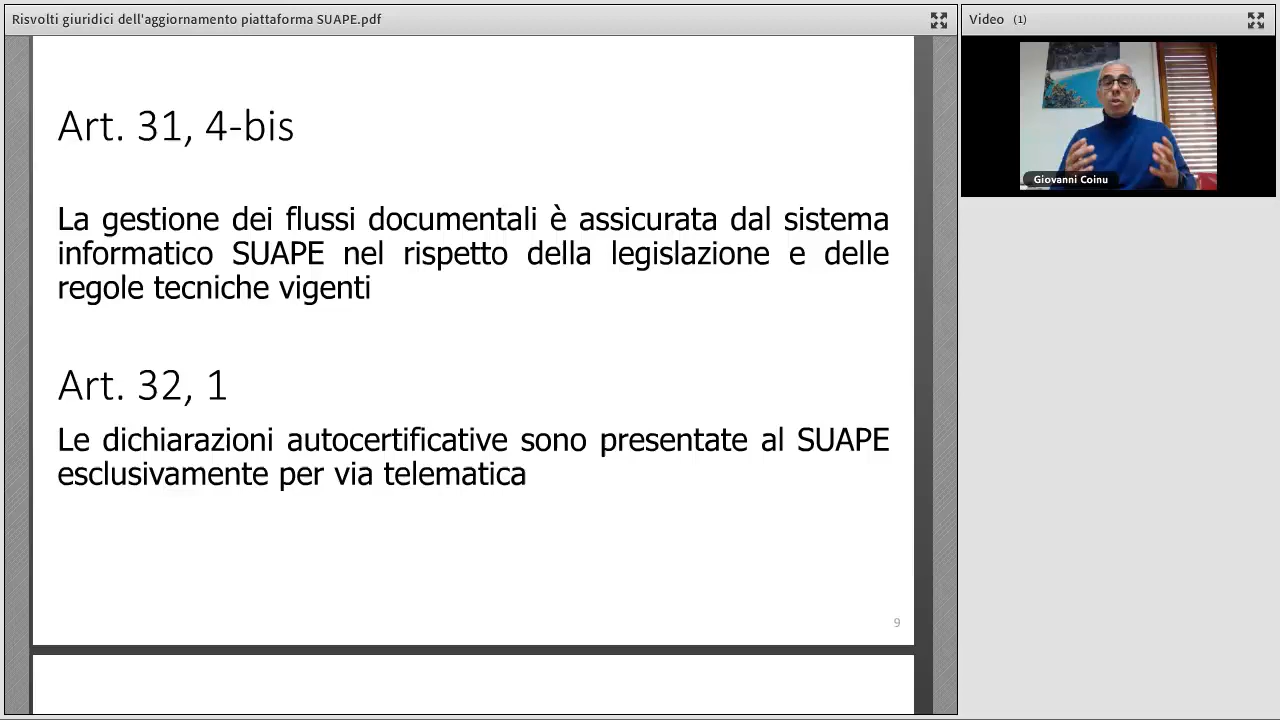 Risvolti giuridici dell'aggiornamento piattaforma SUAPE.pdf
Video (1)
Giovanni Coinu
Art. 31, 4-bis
La gestione dei flussi documentali è assicurata dal sistema
informatico SUAPE nel rispetto della legislazione e delle
regole tecniche vigenti
Art. 32, 1
Le dichiarazioni autocertificative sono presentate al SUAPE
esclusivamente per via telematica
9